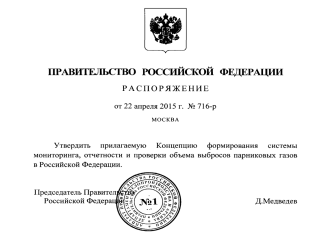 ПРАВИТЕЛЬСТВО РОССИЙСКОЙ ФЕДЕРАЦИИ
РАСПОРЯЖЕНИЕ
от 22 апреля 2015 г. № 716-р
МОСКВА
Утвердить прилагаемую Концепцию формирования системы
мониторинга, отчетности и проверки объема выбросов парниковых газов
в Российской Федерации.
Председатель Правительства
Российской Федерации
№1
Д.Медведев